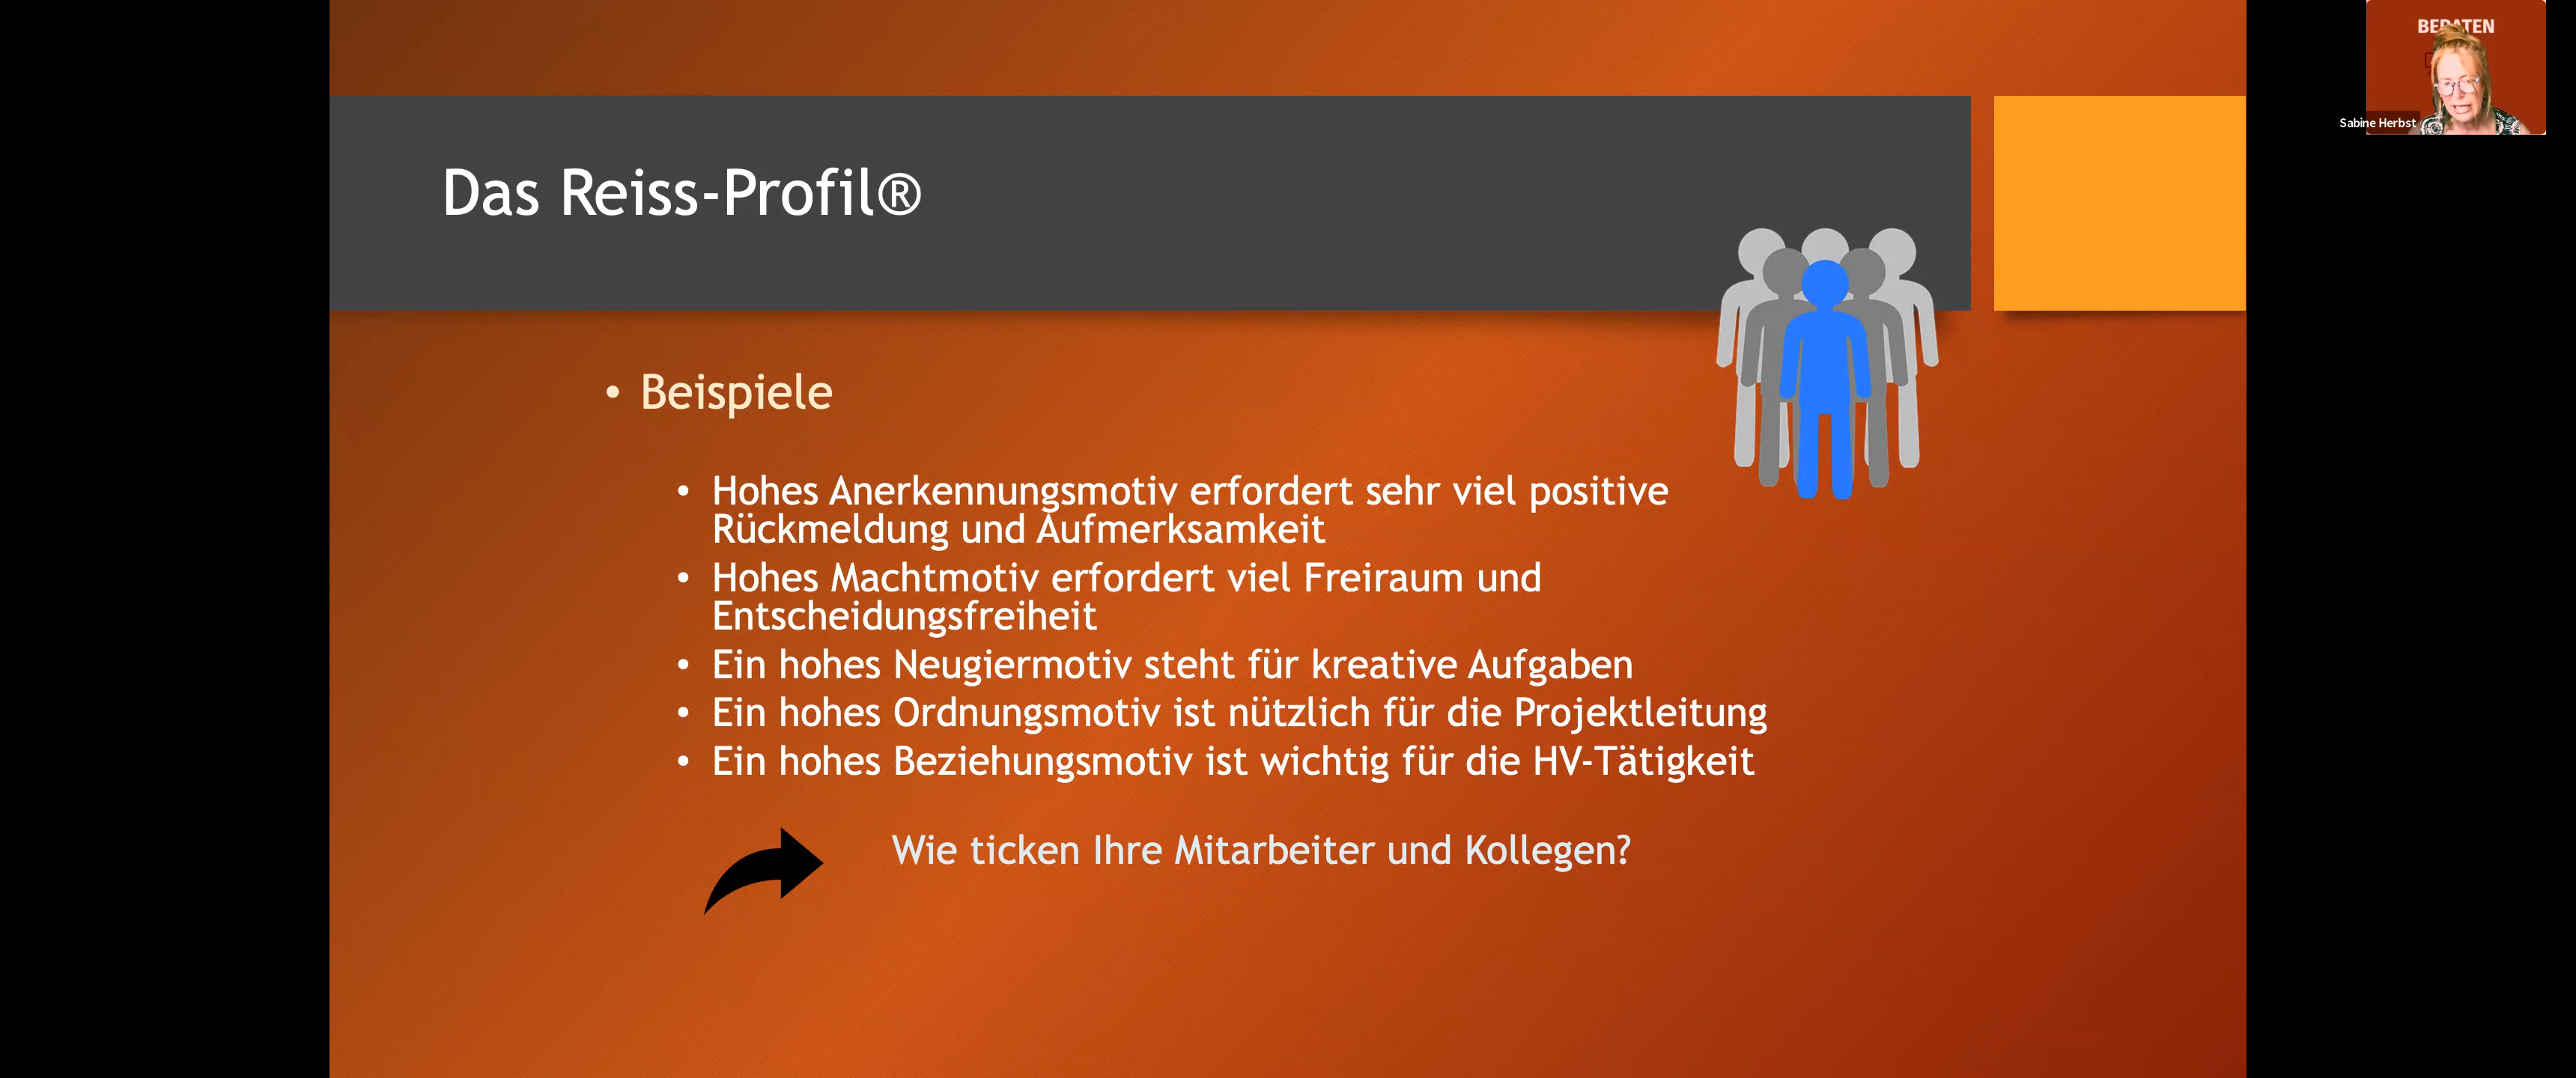 Das Reiss-Profil®
• Beispiele
• Hohes Anerkennungsmotiv erfordert sehr viel positive
Rückmeldung und Aufmerksamkeit
• Hohes Machtmotiv erfordert viel Freiraum und
Entscheidungsfreiheit
• Ein hohes Neugiermotiv steht für kreative Aufgaben
• Ein hohes Ordnungsmotiv ist nützlich für die Projektleitung
• Ein hohes Beziehungsmotiv ist wichtig für die HV-Tätigkeit
Wie ticken Ihre Mitarbeiter und Kollegen?
BERATEN
Sabine Herbst